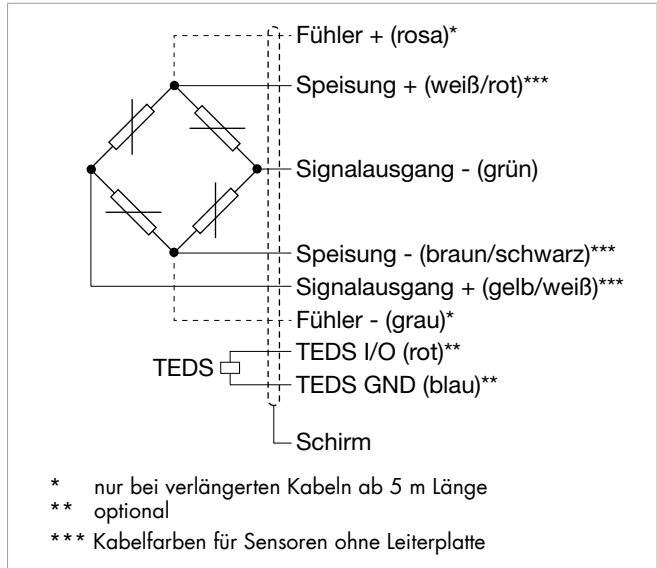 Fühler + (rosa)*
Speisung + (weiß/rot)***
Signalausgang - (grün)
Speisung - (braun/schwarz)***
Signalausgang + (gelb/weiß)***
Fühler - (grau)*
TEDS I/O (rot)**
TEDS
TEDS GND (blau)**
Schirm
* nur bei verlängerten Kabeln ab 5 m Länge
** optional
*** Kabelfarben für Sensoren ohne Leiterplatte